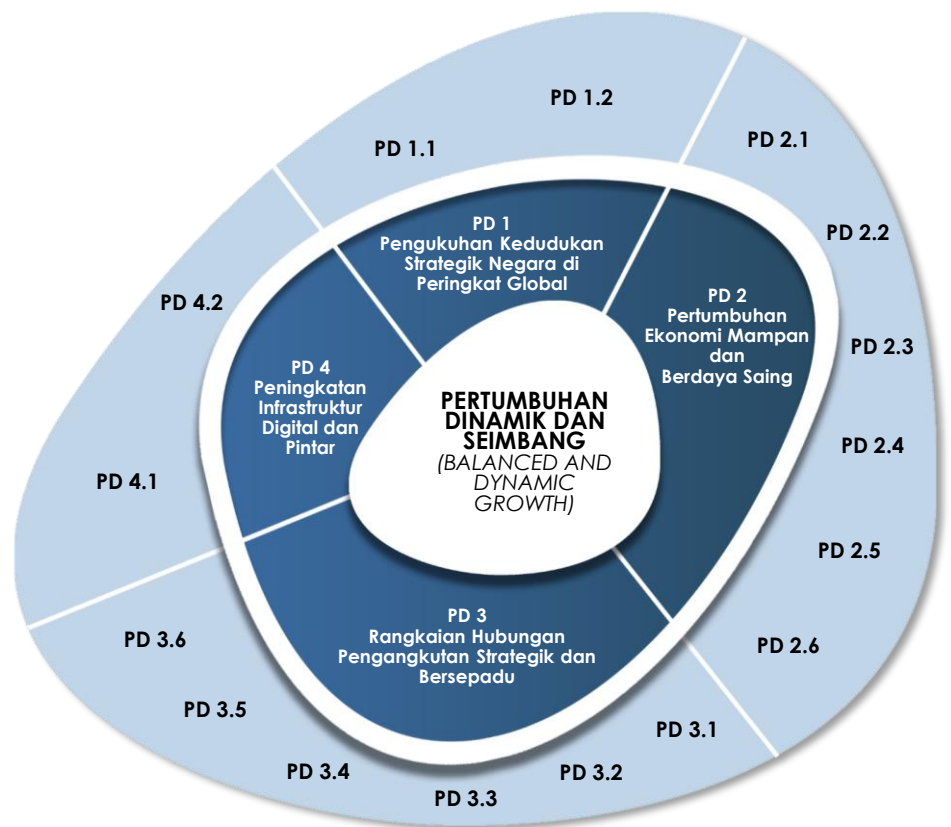 PD 1.1
PD 1.2
PD 2.1
PD 2.2
PD 2.3
PD 2.4
PD 2.5
PD 2.6
PD 3.1
PD 3.2
PD 3.3
PD 3.4
PD 3.5
PD 3.6
PD 4.1
PD 4.2
PD 1
Pengukuhan Kedudukan
Strategik Negara di
Peringkat Global
PD 2
Pertumbuhan
Ekonomi Mampan
dan
Berdaya Saing
PD 3
Rangkaian Hubungan
Pengangkutan Strategik dan
Bersepadu
PD 4
Peningkatan
Infrastruktur
Digital dan
Pintar
PERTUMBUHAN
DINAMIK DAN
SEIMBANG
(BALANCED AND
DYNAMIC
GROWTH)